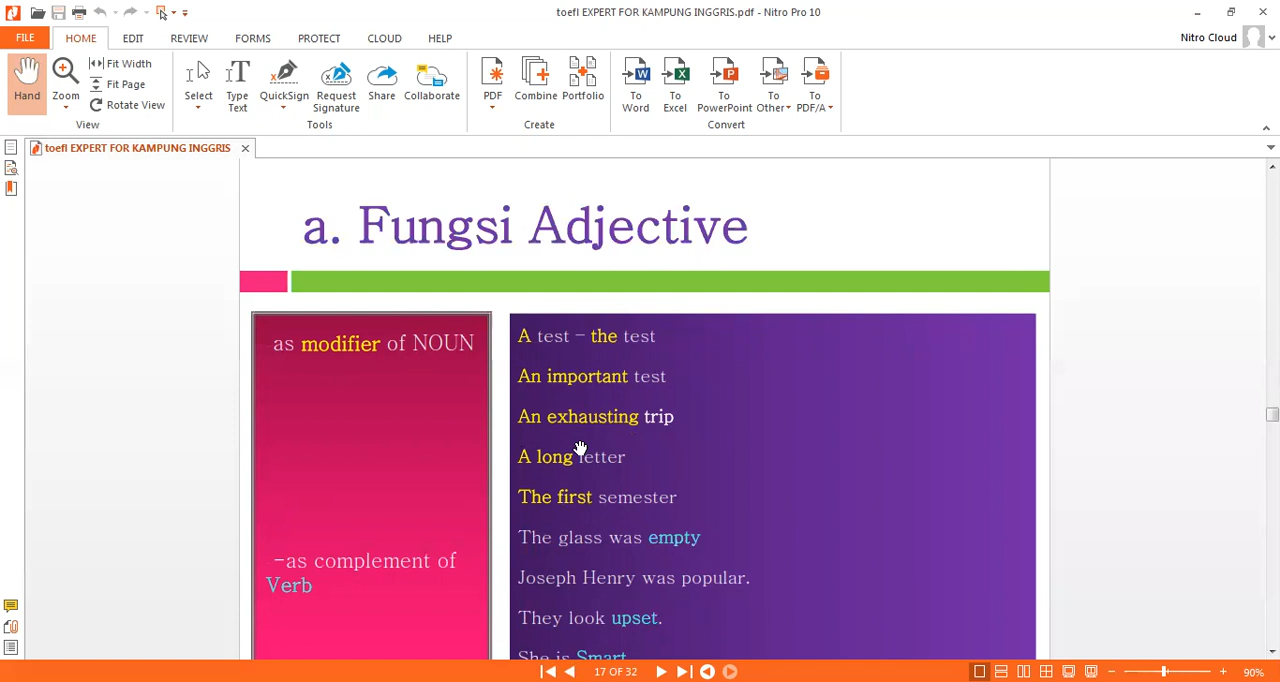 toefl EXPERT FOR KAMPUNG INGGRIS.pdf - Nitro Pro 10
FILE HOME EDIT REVIEW FORMS PROTECT CLOUD HELP
Nitro Cloud
Hand
Zoom
Fit Width
Fit Page
Rotate View
View
Select
Type Text
QuickSign
Request Signature
Share
Collaborate
Tools
PDF
Combine
Portfolio
Create
To Word
To Excel
To PowerPoint
To Other
To PDF/A
Convert
toefl EXPERT FOR KAMPUNG INGGRIS
a. Fungsi Adjective
as modifier of NOUN
-as complement of
Verb
A test – the test
An important test
An exhausting trip
A long letter
The first semester
The glass was empty
Joseph Henry was popular.
They look upset.
She is Smart
17 OF 32
90%